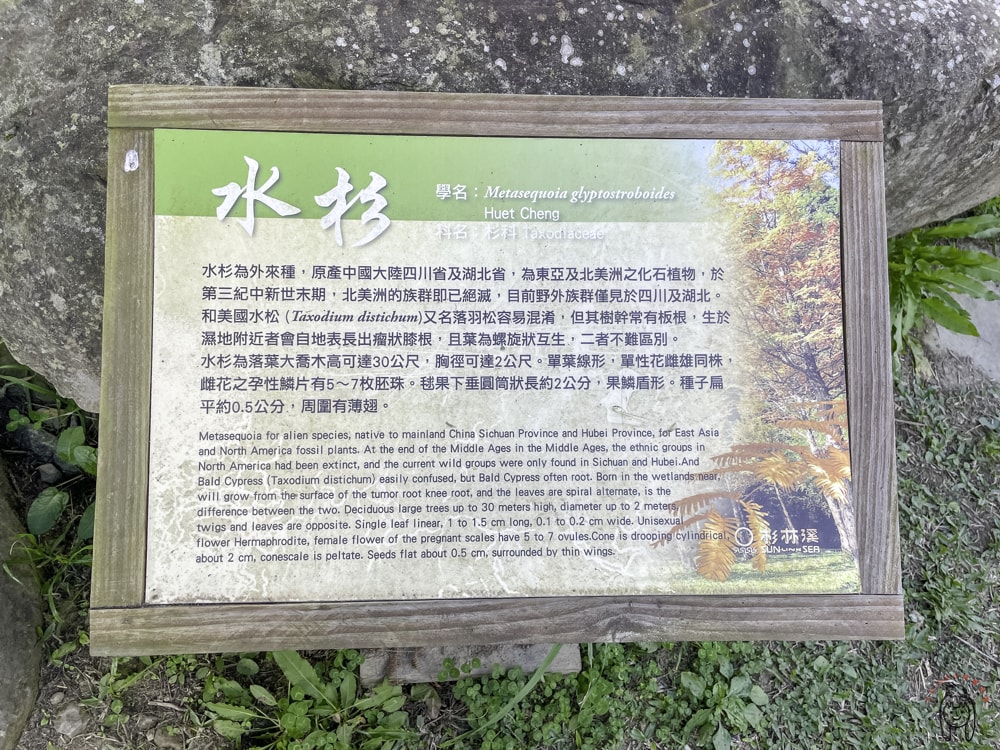 水杉
學名：Metasequoia glyptostroboides
Huet Cheng
科名：杉科 Taxodiaceae
水杉為外來種，原產中國大陸四川省及湖北省，為東亞及北美洲之化石植物，於
第三紀中新世末期，北美洲的族群即已絕滅，目前野外族群僅見於四川及湖北。
和美國水松 (Taxodium distichum)又名落羽松容易混淆，但其樹幹常有板根，生於
濕地附近者會自地表長出瘤狀膝根，且葉為螺旋狀互生，二者不難區別。
水杉為落葉大喬木高可達30公尺，胸徑可達2公尺。單葉線形，單性花雌雄同株，
雌花之孕性鱗片有5～7枚胚珠。毬果下垂圓筒狀長約2公分，果鱗盾形。種子扁
平約0.5公分，周圍有薄翅。
Metasequoia for alien species, native to mainland China Sichuan Province and Hubei Province, for East Asia
and North America fossil plants. At the end of the Middle Ages in the Middle Ages, the ethnic groups in
North America had been extinct, and the current wild groups were only found in Sichuan and Hubei.And
Bald Cypress (Taxodium distichum) easily confused, but Bald Cypress often root. Born in the wetlands near,
will grow from the surface of the tumor root knee root, and the leaves are spiral alternate, is the
difference between the two. Deciduous large trees up to 30 meters high, diameter up to 2 meters,
twigs and leaves are opposite. Single leaf linear, 1 to 1.5 cm long, 0.1 to 0.2 cm wide. Unisexual
flower Hermaphrodite, female flower of the pregnant scales have 5 to 7 ovules.Cone is drooping cylindrical,
about 2 cm, conescale is peltate. Seeds flat about 0.5 cm, surrounded by thin wings.
杉林溪
SUN-LINK-SEA